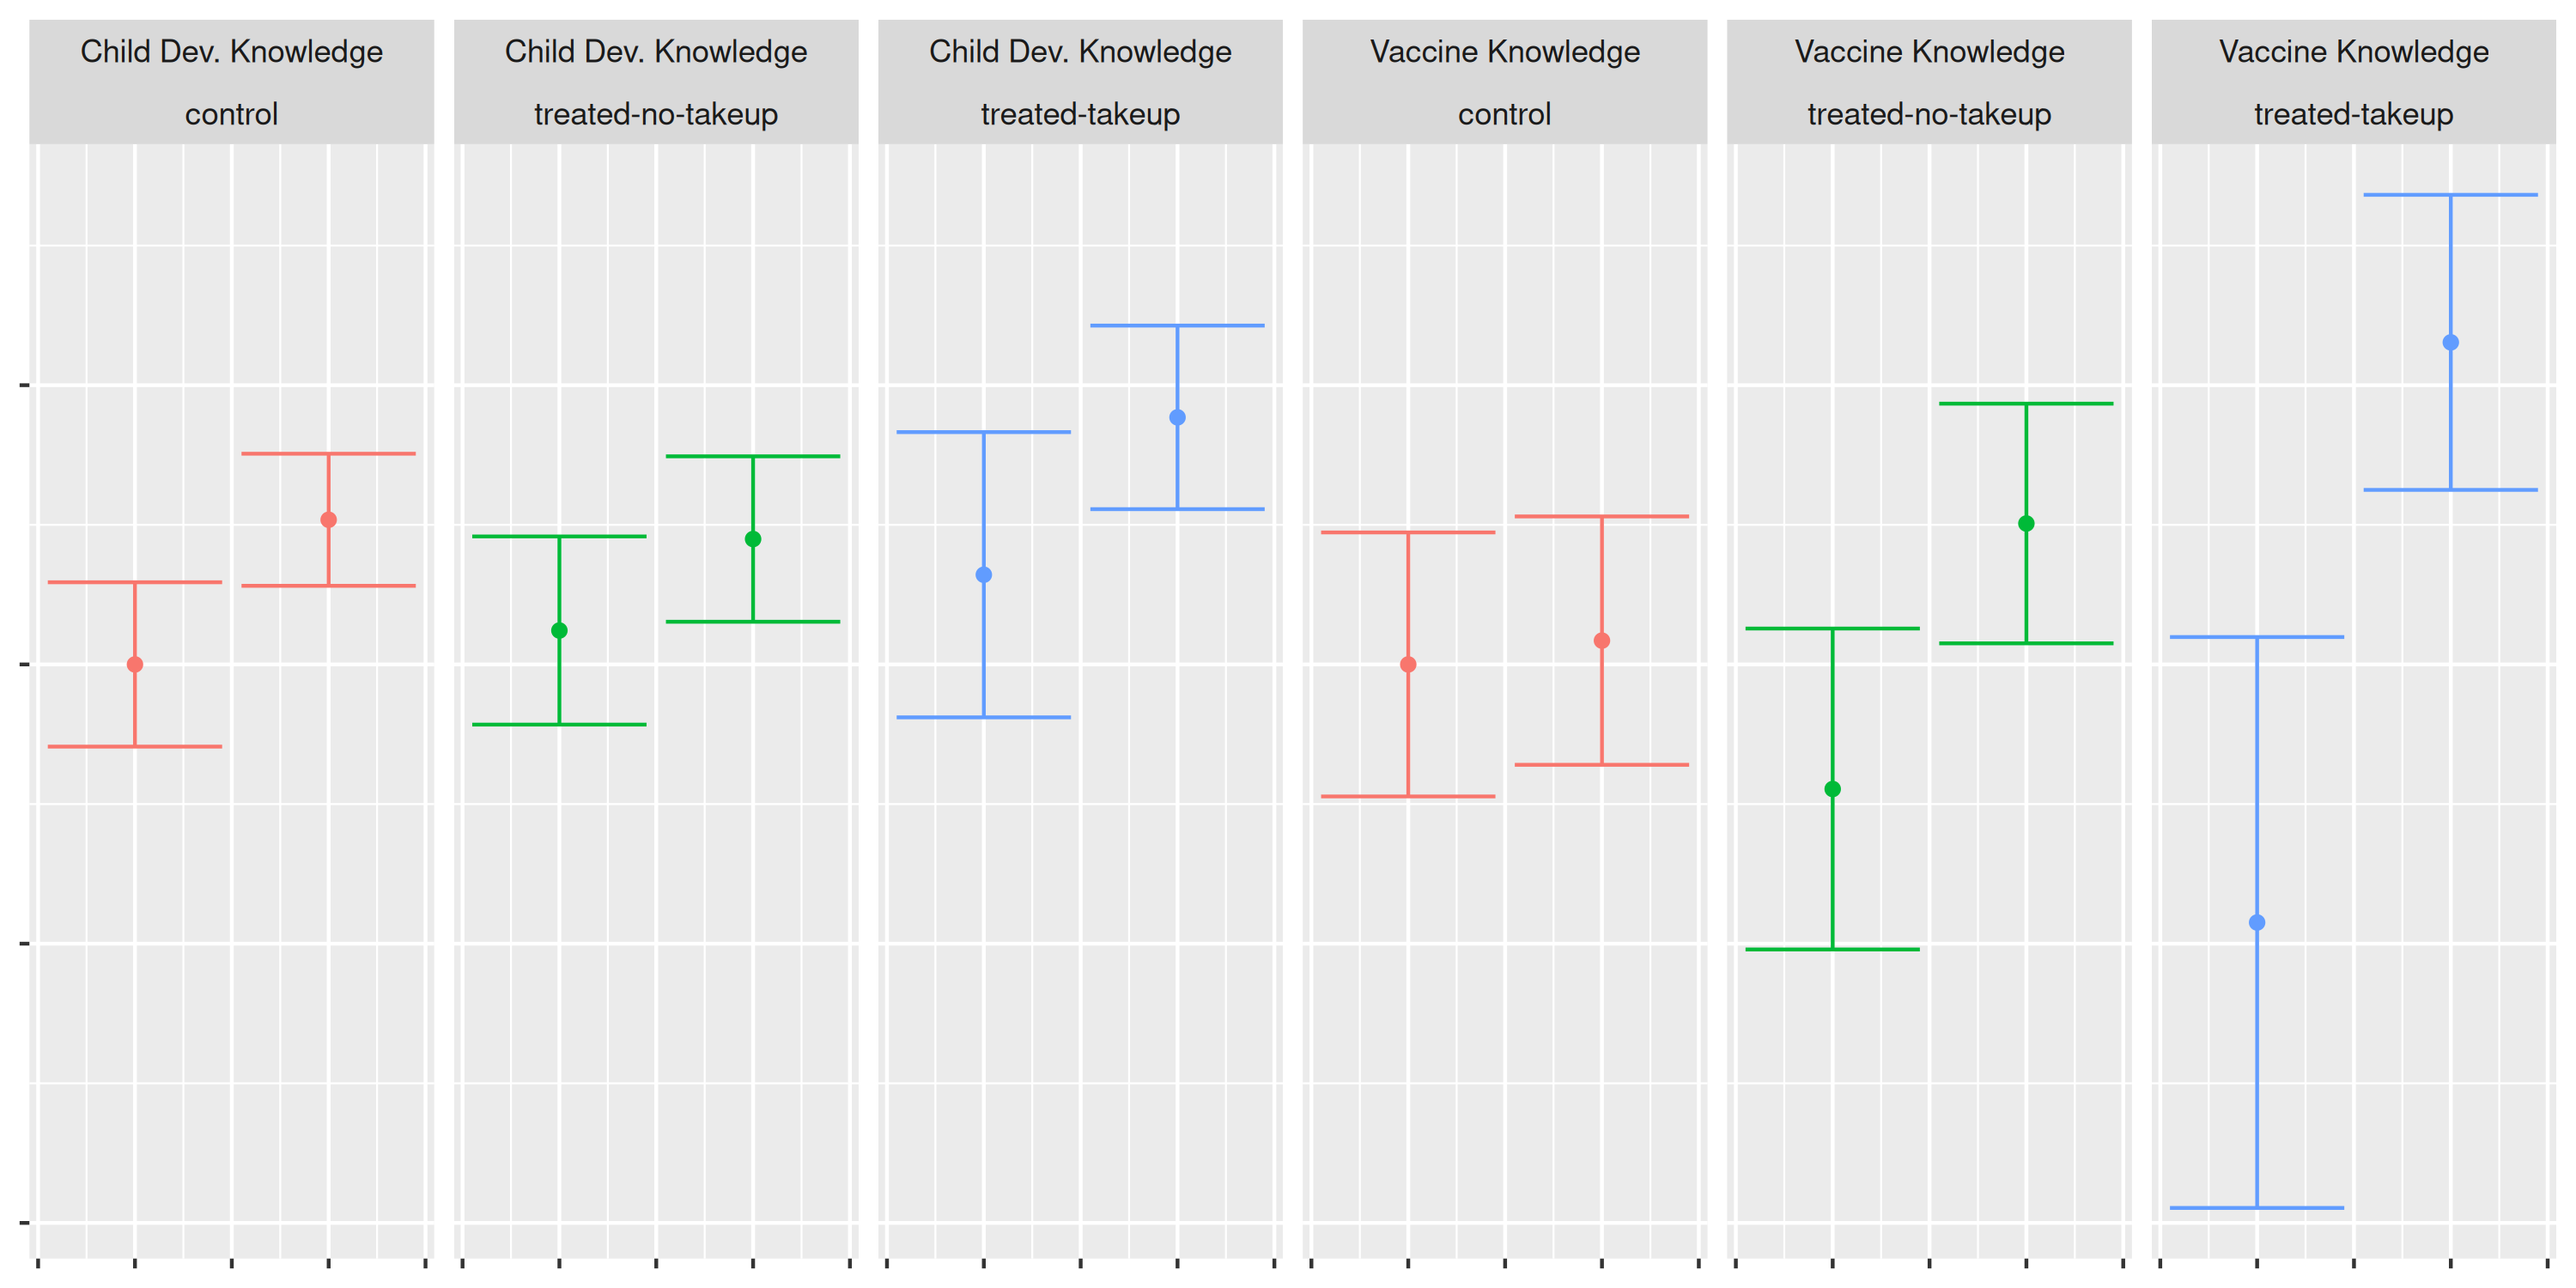 Child Dev. Knowledge
control
Child Dev. Knowledge
treated-no-takeup
Child Dev. Knowledge
treated-takeup
Vaccine Knowledge
control
Vaccine Knowledge
treated-no-takeup
Vaccine Knowledge
treated-takeup